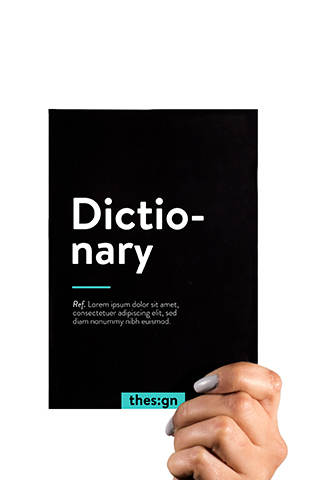 Dictio-
nary
Ref. Lorem ipsum dolor sit amet,
consectetuer adipiscing elit, sed
diam nonummy nibh euismod.
thes:gn